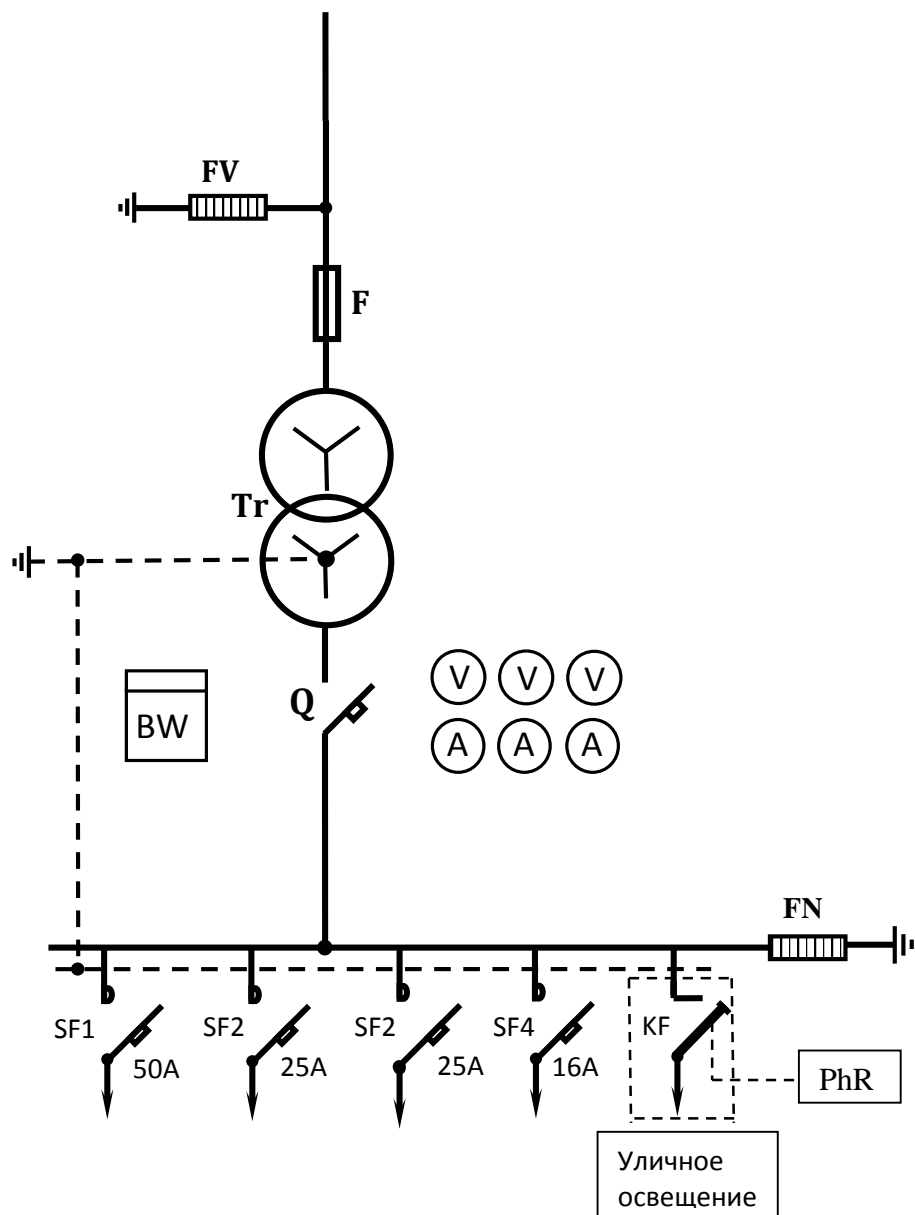 FV
F
Tr
Q
V V V
BW
A A A
FN
SF1
50A
SF2
25A
SF2
25A
SF4
16A
KF
PhR
Уличное
освещение